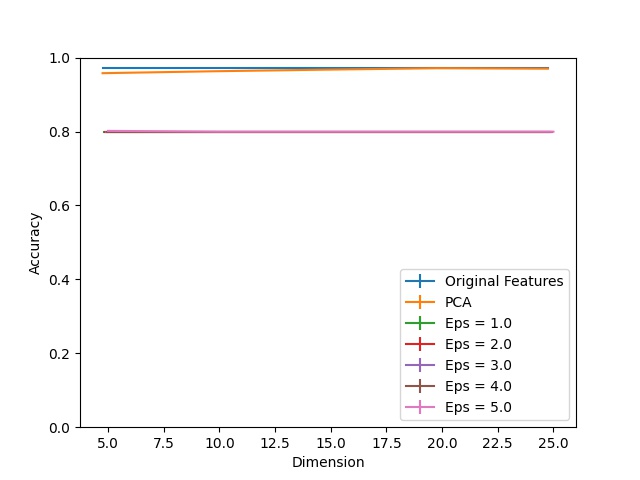 1.0
0.8
0.6
0.4
0.2
0.0
Accuracy
Original Features
PCA
Eps = 1.0
Eps = 2.0
Eps = 3.0
Eps = 4.0
Eps = 5.0
5.0 7.5 10.0 12.5 15.0 17.5 20.0 22.5 25.0
Dimension